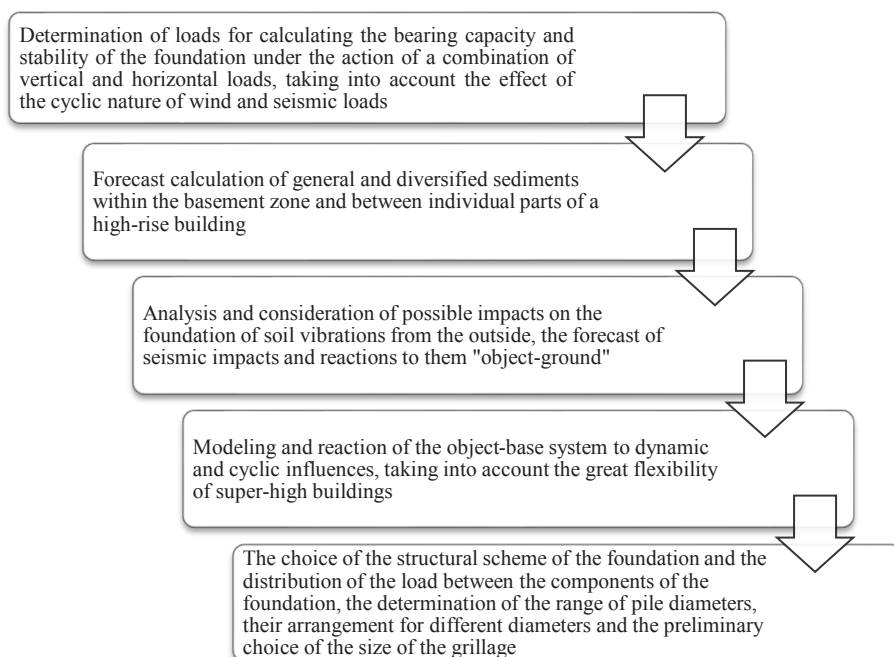 Determination of loads for calculating the bearing capacity and
stability of the foundation under the action of a combination of
vertical and horizontal loads, taking into account the effect of
the cyclic nature of wind and seismic loads
Forecast calculation of general and diversified sediments
within the basement zone and between individual parts of a
high-rise building
Analysis and consideration of possible impacts on the
foundation of soil vibrations from the outside, the forecast of
seismic impacts and reactions to them "object-ground"
Modeling and reaction of the object-base system to dynamic
and cyclic influences, taking into account the great flexibility
of super-high buildings
The choice of the structural scheme of the foundation and the
distribution of the load between the components of the
foundation, the determination of the range of pile diameters,
their arrangement for different diameters and the preliminary
choice of the size of the grillage